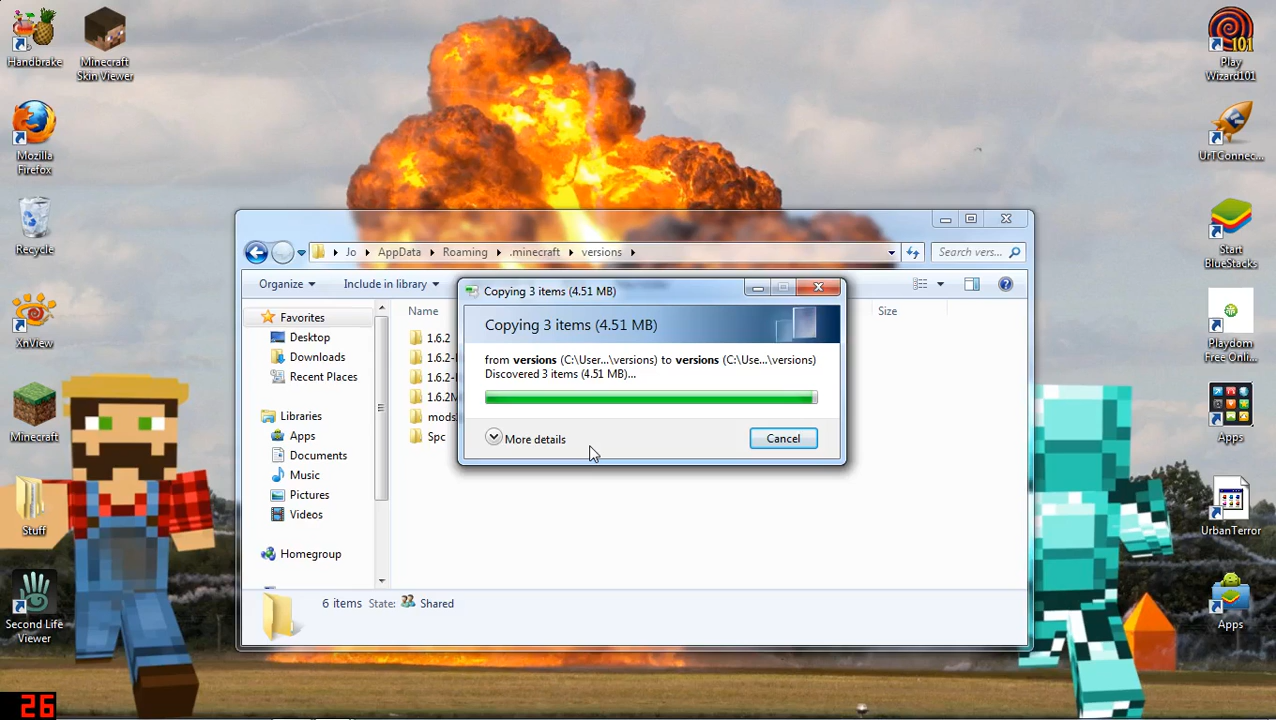 Handbrake
Minecraft
Skin Viewer
Mozilla
Firefox
Recycle
XnView
Minecraft
Stuff
Second Life
Viewer
26
Jo AppData Roaming .minecraft versions
Search vers...
Organize Include in library
Favorites
Desktop
Downloads
Recent Places
Libraries
Apps
Documents
Music
Pictures
Videos
Homegroup
Name Size
1.6.2
1.6.2-
1.6.2-
1.6.2M
mods
Spc
6 items State: Shared
Copying 3 items (4.51 MB)
Copying 3 items (4.51 MB)
from versions (C:\User...\versions) to versions (C:\Use...\versions)
Discovered 3 items (4.51 MB)...
More details
Cancel
101
Play
Wizard101
UrTConnec...
Start
BlueStacks
Playdom
Free Onli...
Apps
UrbanTerror
Apps